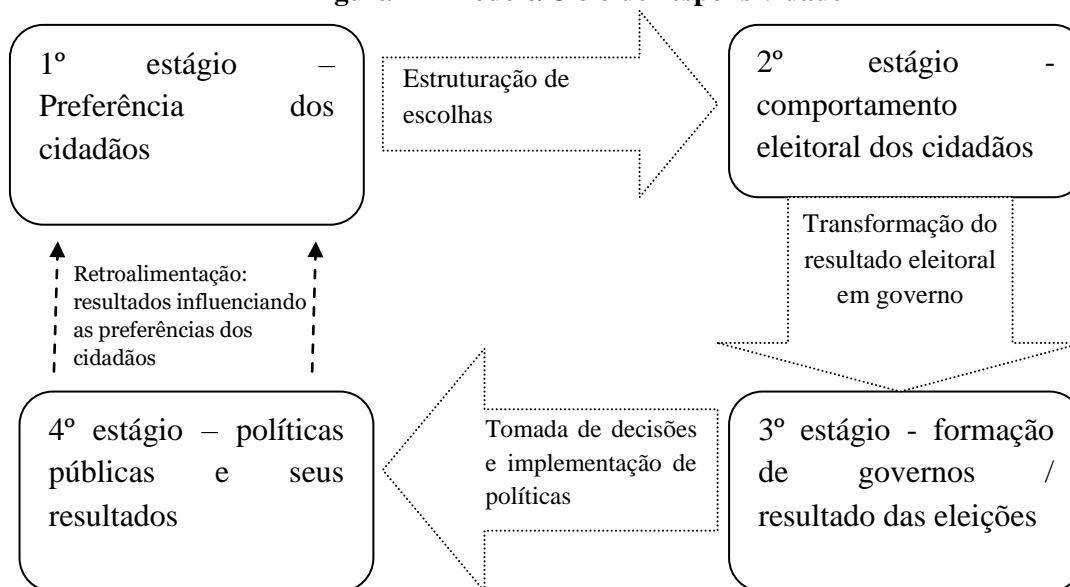 1º estágio –
Preferência dos
cidadãos
Estruturação de
escolhas
2º estágio -
comportamento
eleitoral dos cidadãos
Transformação do
resultado eleitoral
em governo
3º estágio - formação
de governos /
resultado das eleições
Tomada de decisões
e implementação de
políticas
4º estágio – políticas
públicas e seus
resultados
Retroalimentação:
resultados influenciando
as preferências dos
cidadãos